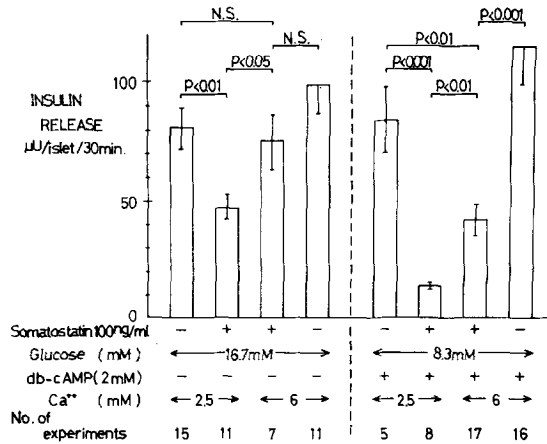 N.S.
P<0.001
N.S.
P<0.01
P<0.05
P<0.001
P<0.01
P<0.01
INSULIN
RELEASE
μU/islet/30min.
100
50
0
Somatostatin 100ng/ml − + + − − + + −
Glucose (mM) 16.7mM 8.3mM
db-cAMP(2mM) − − − − + + + +
Ca⁺⁺ (mM) 2.5 6 2.5 6
No. of
experiments 15 11 7 11 5 8 17 16